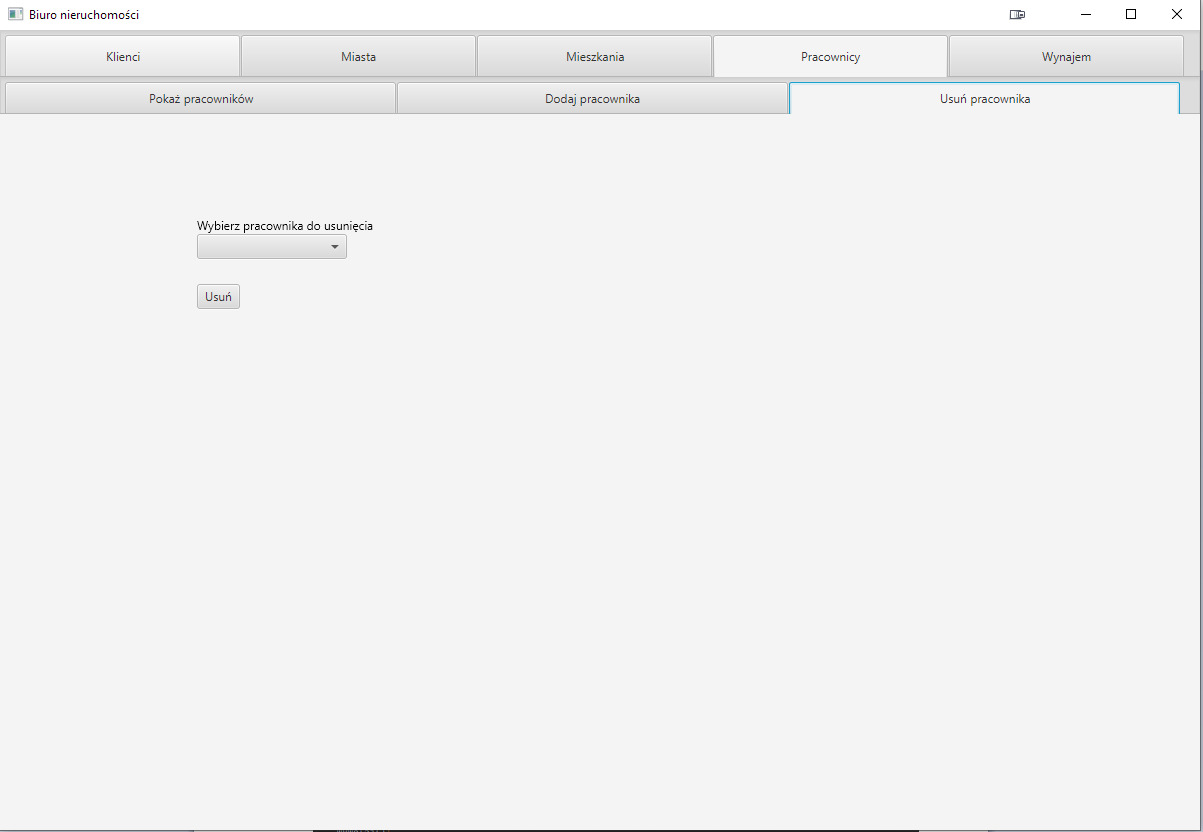 Biuro nieruchomości
Klienci
Miasta
Mieszkania
Pracownicy
Wynajem
Pokaż pracowników
Dodaj pracownika
Usuń pracownika
Wybierz pracownika do usunięcia
Usuń